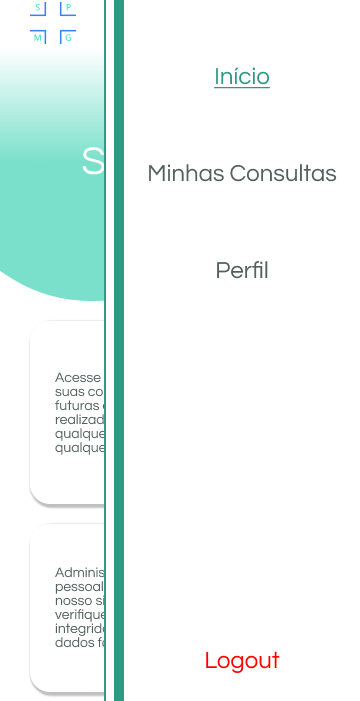 S P
M G
Início
S
Minhas Consultas
Perfil
Acesse
suas co
futuras
realizad
qualque
qualque
Adminis
pessoal
nosso si
verifique
integrid
dados fo
Logout